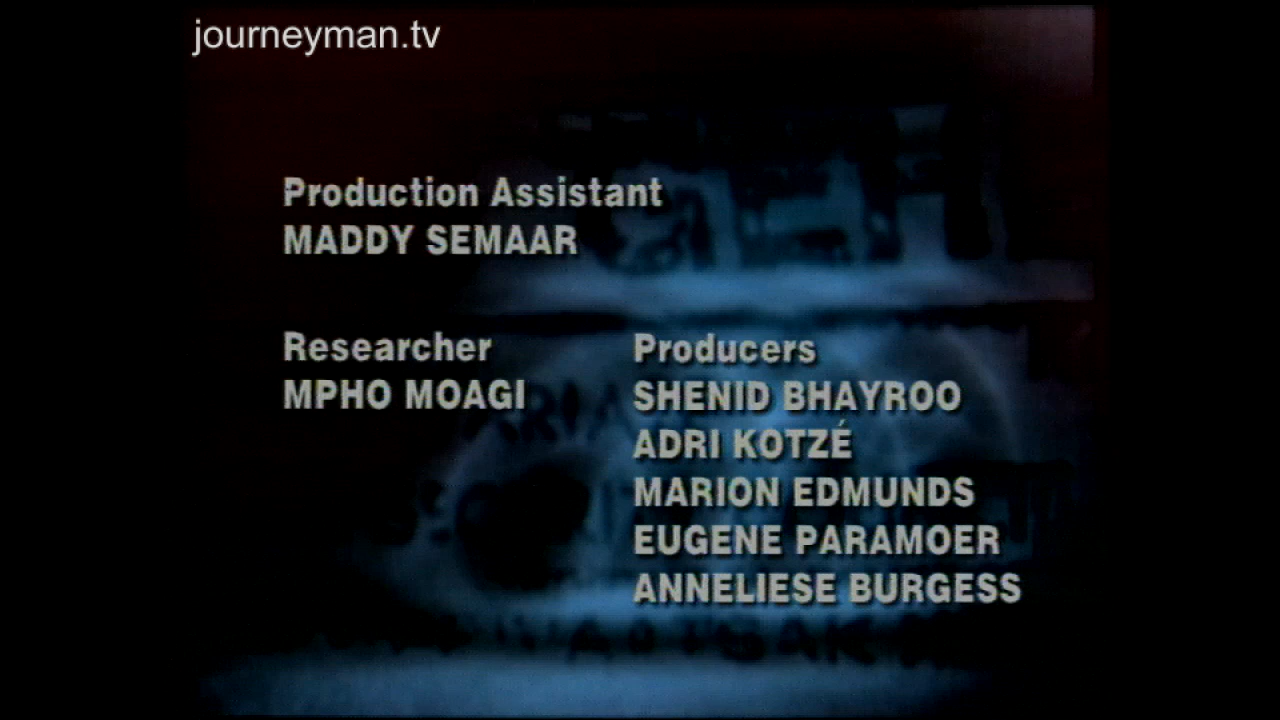 journeyman.tv
Production Assistant
MADDY SEMAAR
Researcher
MPHO MOAGI
Producers
SHENID BHAYROO
ADRI KOTZÉ
MARION EDMUNDS
EUGENE PARAMOER
ANNELIESE BURGESS